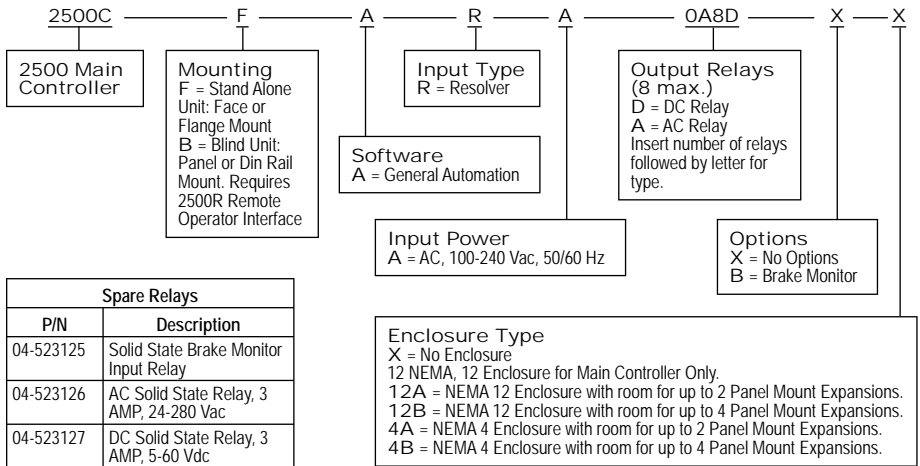 2500C F A R A 0A8D X X
2500 Main
Controller
Mounting
F = Stand Alone
Unit: Face or
Flange Mount
B = Blind Unit:
Panel or Din Rail
Mount. Requires
2500R Remote
Operator Interface
Software
A = General Automation
Input Type
R = Resolver
Input Power
A = AC, 100-240 Vac, 50/60 Hz
Output Relays
(8 max.)
D = DC Relay
A = AC Relay
Insert number of relays
followed by letter for
type.
Options
X = No Options
B = Brake Monitor
Enclosure Type
X = No Enclosure
12 NEMA, 12 Enclosure for Main Controller Only.
12A = NEMA 12 Enclosure with room for up to 2 Panel Mount Expansions.
12B = NEMA 12 Enclosure with room for up to 4 Panel Mount Expansions.
4A = NEMA 4 Enclosure with room for up to 2 Panel Mount Expansions.
4B = NEMA 4 Enclosure with room for up to 4 Panel Mount Expansions.
Spare Relays
P/N Description
04-523125 Solid State Brake Monitor
Input Relay
04-523126 AC Solid State Relay, 3
AMP, 24-280 Vac
04-523127 DC Solid State Relay, 3
AMP, 5-60 Vdc